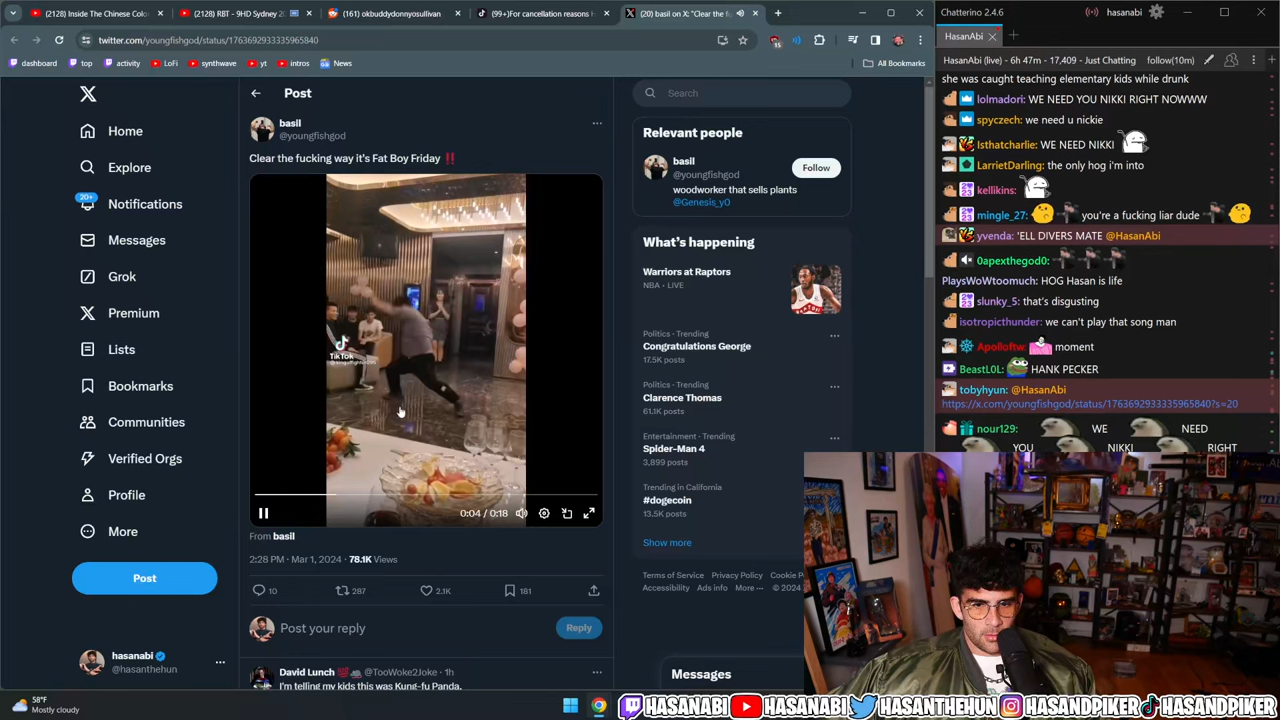 (2128) Inside The Chinese Colo
(2128) RBT - 9HD Sydney 20
(161) okbuddydonnyosullivan
(99+)For cancellation reasons
(20) basil on X: "Clear the fu
twitter.com/youngfishgod/status/1763692933335965840
15
dashboard
top
activity
LoFi
synthwave
yt
intros
News
All Bookmarks
Home
Explore
20+
Notifications
Messages
Grok
Premium
Lists
Bookmarks
Communities
Verified Orgs
Profile
More
Post
hasanabi
@hasanthehun
Post
basil
@youngfishgod
Clear the fucking way it's Fat Boy Friday ‼️
TikTok
0:04 / 0:18
From basil
2:28 PM · Mar 1, 2024 · 78.1K Views
10
287
2.1K
181
Post your reply
Reply
David Lunch 💯 @TooWoke2Joke · 1h
I'm telling my kids this was Kung-fu Panda.
Search
Relevant people
basil
@youngfishgod
Follow
woodworker that sells plants
@Genesis_y0
What's happening
Warriors at Raptors
NBA · LIVE
Politics · Trending
Congratulations George
17.5K posts
Politics · Trending
Clarence Thomas
61.1K posts
Entertainment · Trending
Spider-Man 4
3,899 posts
Trending in California
#dogecoin
13.5K posts
Show more
Terms of Service Privacy Policy Cookie P
Accessibility Ads info More ··· © 2024
Messages
Chatterino 2.4.6
hasanabi
HasanAbi
HasanAbi (live) - 6h 47m - 17,409 - Just Chatting
follow(10m)
she was caught teaching elementary kids while drunk
lolmadori: WE NEED YOU NIKKI RIGHT NOWWW
spyczech: we need u nickie
Isthatcharlie: WE NEED NIKKI
LarrietDarling: the only hog i'm into
kellikins:
mingle_27: you're a fucking liar dude
yvenda: 'ELL DIVERS MATE @HasanAbi
0apexthegod0:
PlaysWoWtoomuch: HOG Hasan is life
slunky_5: that's disgusting
isotropicthunder: we can't play that song man
Apolloftw: moment
BeastL0L: HANK PECKER
tobyhyun: @HasanAbi
https://x.com/youngfishgod/status/1763692933335965840?s=20
nour129: WE NEED
YOU NIKKI RIGHT
58°F
Mostly cloudy
HASANABI HASANABI HASANTHEHUN HASANDPIKER HASANDPIKER